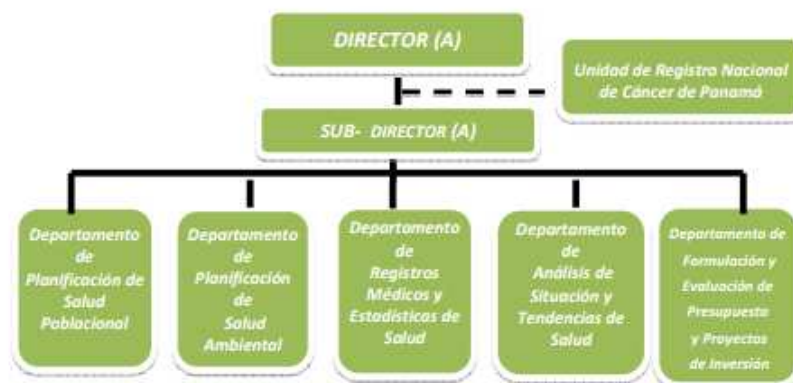 DIRECTOR (A)
Unidad de Registro Nacional
de Cáncer de Panamá
SUB- DIRECTOR (A)
Departamento
de
Planificación de
Salud
Poblacional
Departamento
de
Planificación
de
Salud
Ambiental
Departamento
de
Registros
Médicos y
Estadísticas de
Salud
Departamento
de
Análisis de
Situación y
Tendencias de
Salud
Departamento de
Formulación y
Evaluación de
Presupuesto
y Proyectos
de Inversión